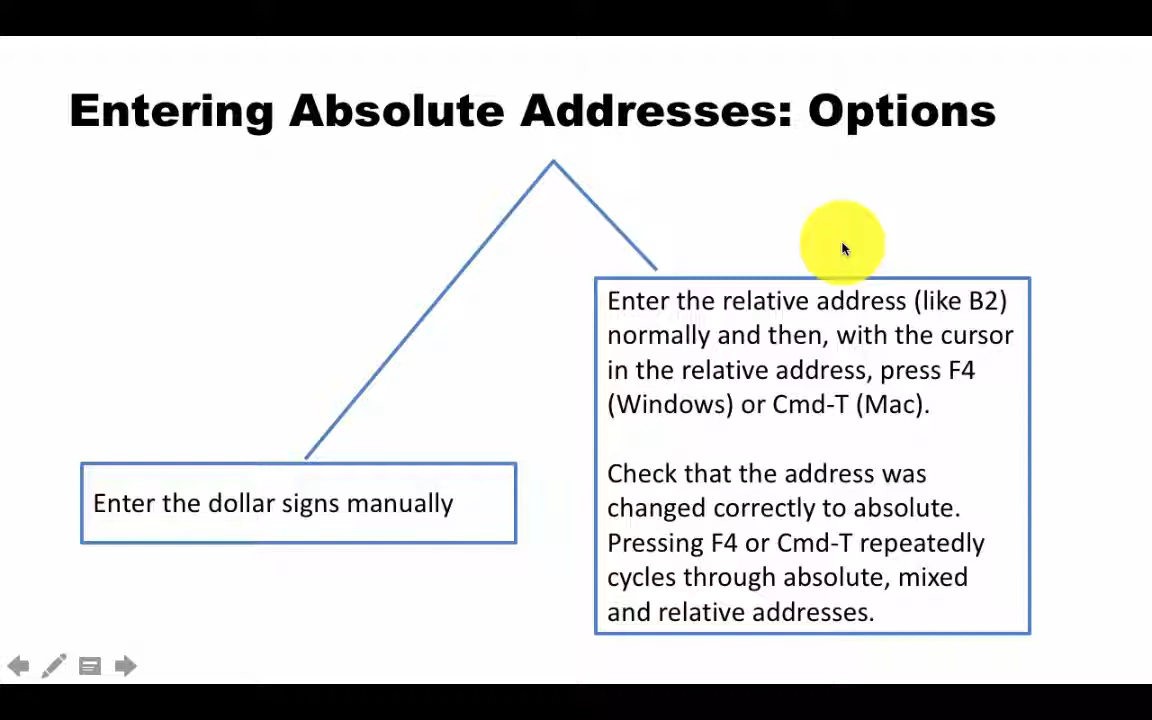 Entering Absolute Addresses: Options
Enter the dollar signs manually
Enter the relative address (like B2)
normally and then, with the cursor
in the relative address, press F4
(Windows) or Cmd-T (Mac).
Check that the address was
changed correctly to absolute.
Pressing F4 or Cmd-T repeatedly
cycles through absolute, mixed
and relative addresses.